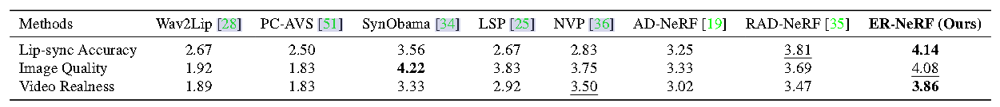 Methods Wav2Lip [28] PC-AVS [51] SynObama [34] LSP [25] NVP [36] AD-NeRF [19] RAD-NeRF [35] ER-NeRF (Ours)
Lip-sync Accuracy 2.67 2.50 3.56 2.67 2.83 3.25 3.81 4.14
Image Quality 1.92 1.83 4.22 3.83 3.75 3.33 3.69 4.08
Video Realness 1.89 1.83 3.33 2.92 3.50 3.02 3.47 3.86